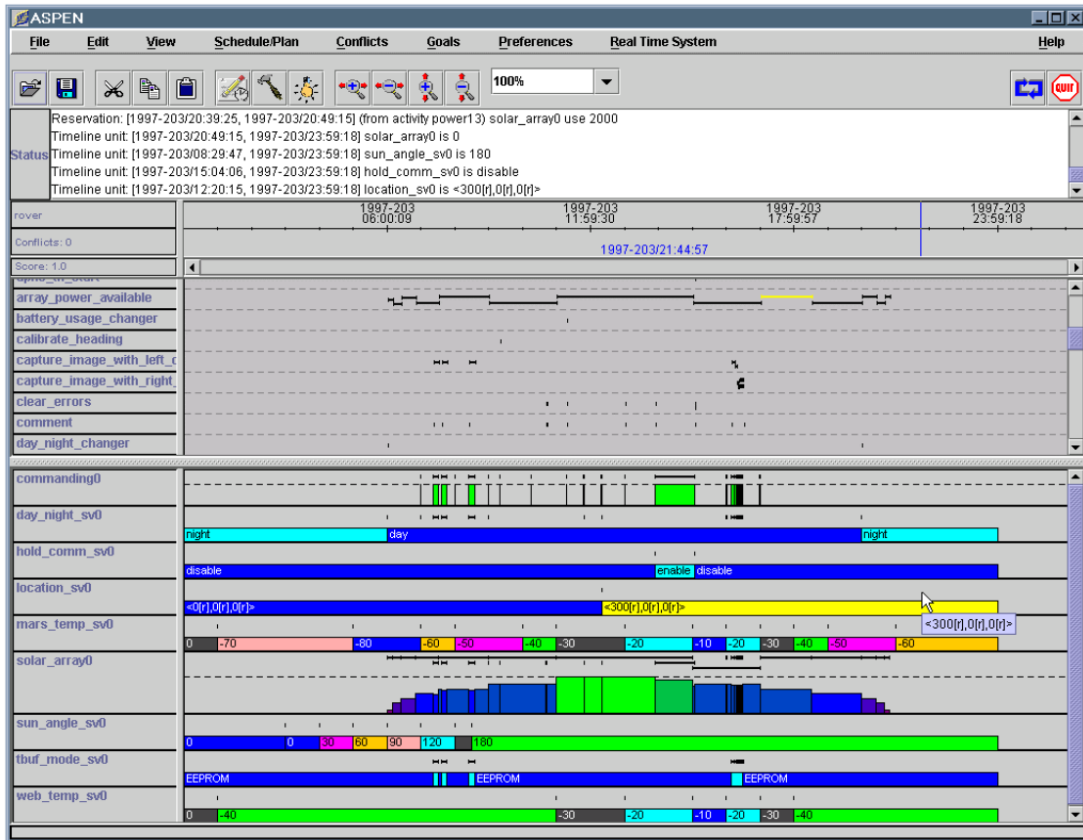 ASPEN
File Edit View Schedule/Plan Conflicts Goals Preferences Real Time System Help
100% QUIT
Reservation: [1997-203/20:39:25, 1997-203/20:49:15] (from activity power13) solar_array0 use 2000
Timeline unit: [1997-203/20:49:15, 1997-203/23:59:18] solar_array0 is 0
Status Timeline unit: [1997-203/08:29:47, 1997-203/23:59:18] sun_angle_sv0 is 180
Timeline unit: [1997-203/15:04:06, 1997-203/23:59:18] hold_comm_sv0 is disable
Timeline unit: [1997-203/12:20:15, 1997-203/23:59:18] location_sv0 is <300[r],0[r],0[r]>
rover 1997-203 1997-203 1997-203 1997-203
06:00:09 11:59:30 17:59:57 23:59:18
Conflicts: 0 1997-203/21:44:57
Score: 1.0
array_power_available
battery_usage_changer
calibrate_heading
capture_image_with_left_c
capture_image_with_right_
clear_errors
comment
day_night_changer
commanding0
day_night_sv0
night day night
hold_comm_sv0
disable enable disable
location_sv0
<0[r],0[r],0[r]> <300[r],0[r],0[r]>
<300[r],0[r],0[r]>
mars_temp_sv0
0 -70 -80 -60 -50 -40 -30 -20 -10 -20 -30 -40 -50 -60
solar_array0
sun_angle_sv0
0 0 30 60 90 120 180
tbuf_mode_sv0
EEPROM EEPROM EEPROM
web_temp_sv0
0 -40 -30 -20 -10 -20 -30 -40